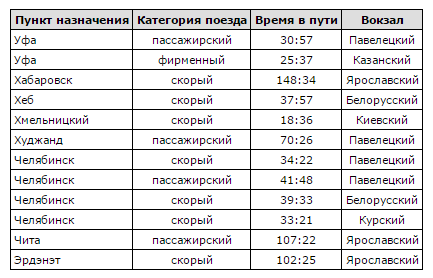 Пункт назначения Категория поезда Время в пути Вокзал
Уфа пассажирский 30:57 Павелецкий
Уфа фирменный 25:37 Казанский
Хабаровск скорый 148:34 Ярославский
Хеб скорый 37:57 Белорусский
Хмельницкий скорый 18:36 Киевский
Худжанд пассажирский 70:26 Павелецкий
Челябинск скорый 34:22 Павелецкий
Челябинск пассажирский 41:48 Павелецкий
Челябинск скорый 39:33 Белорусский
Челябинск скорый 33:21 Курский
Чита пассажирский 107:22 Ярославский
Эрдэнэт скорый 102:25 Ярославский